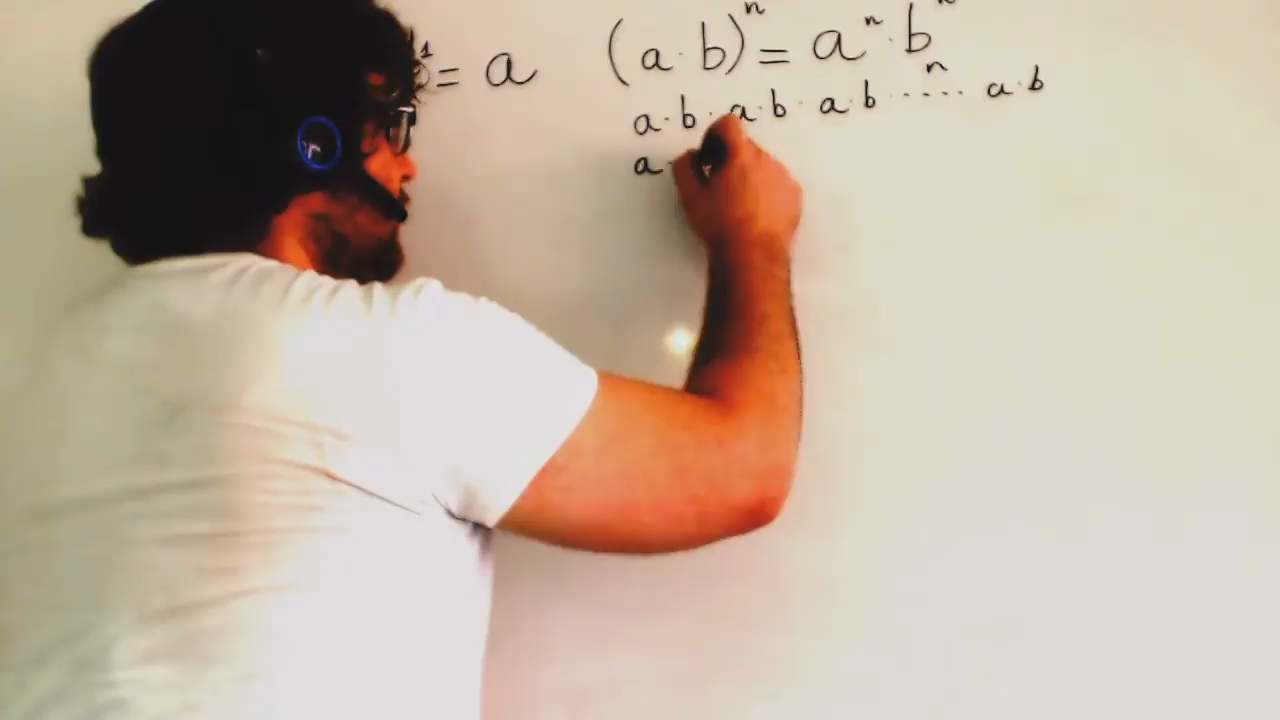 = a
(a·b)ⁿ = aⁿ·bⁿ
a·b·a·b·a·b·····ⁿ a·b
a·